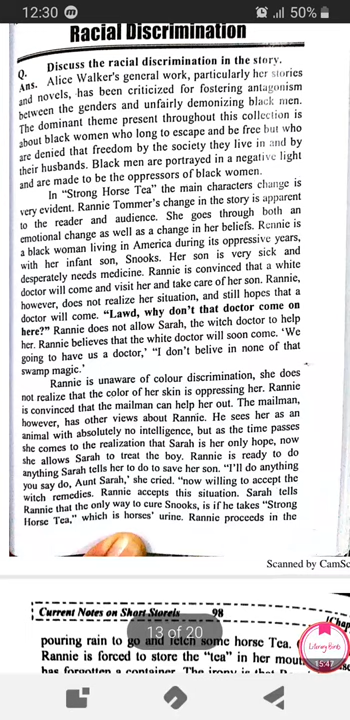 12:30
50%
Racial Discrimination
Q. Discuss the racial discrimination in the story.
Ans. Alice Walker's general work, particularly her stories
and novels, has been criticized for fostering antagonism
between the genders and unfairly demonizing black men.
The dominant theme present throughout this collection is
about black women who long to escape and be free but who
are denied that freedom by the society they live in and by
their husbands. Black men are portrayed in a negative light
and are made to be the oppressors of black women.
In “Strong Horse Tea” the main characters change is
very evident. Rannie Tommer's change in the story is apparent
to the reader and audience. She goes through both an
emotional change as well as a change in her beliefs. Rennie is
a black woman living in America during its oppressive years,
with her infant son, Snooks. Her son is very sick and
desperately needs medicine. Rannie is convinced that a white
doctor will come and visit her and take care of her son. Rannie,
however, does not realize her situation, and still hopes that a
doctor will come. “Lawd, why don't that doctor come on
here?” Rannie does not allow Sarah, the witch doctor to help
her. Rannie believes that the white doctor will soon come. ‘We
going to have us a doctor,’ “I don't belive in none of that
swamp magic.’
Rannie is unaware of colour discrimination, she does
not realize that the color of her skin is oppressing her. Rannie
is convinced that the mailman can help her out. The mailman,
however, has other views about Rannie. He sees her as an
animal with absolutely no intelligence, but as the time passes
she comes to the realization that Sarah is her only hope, now
she allows Sarah to treat the boy. Rannie is ready to do
anything Sarah tells her to do to save her son. “I'll do anything
you say do, Aunt Sarah,’ she cried. “now willing to accept the
witch remedies. Rannie accepts this situation. Sarah tells
Rannie that the only way to cure Snooks, is if he takes “Strong
Horse Tea,” which is horses' urine. Rannie proceeds in the
Scanned by CamSc
Current Notes on Short Storels 98
[Chap
13 of 20
pouring rain to go and fetch some horse Tea.
Rannie is forced to store the “tea” in her mout
has forgotten a container. The irony is that
Literary Birds
15:47